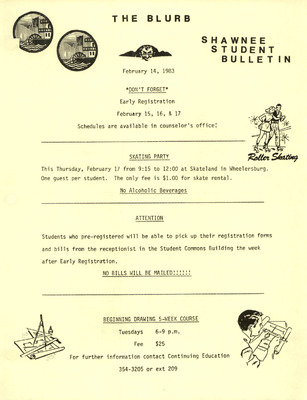 THE BLURB
SHAWNEE
STUDENT
BULLETIN
February 14, 1983
*DON'T FORGET*
Early Registration
February 15, 16, & 17
Schedules are available in counselor's office!
Roller Skating
SKATING PARTY
This Thursday, February 17 from 9:15 to 12:00 at Skateland in Wheelersburg.
One guest per student. The only fee is $1.00 for skate rental.
No Alcoholic Beverages
ATTENTION
Students who pre-registered will be able to pick up their registration forms
and bills from the receptionist in the Student Commons Building the week
after Early Registration.
NO BILLS WILL BE MAILED!!!!!!
BEGINNING DRAWING 5-WEEK COURSE
Tuesdays 6-9 p.m.
Fee $25
For further information contact Continuing Education
354-3205 or ext 209